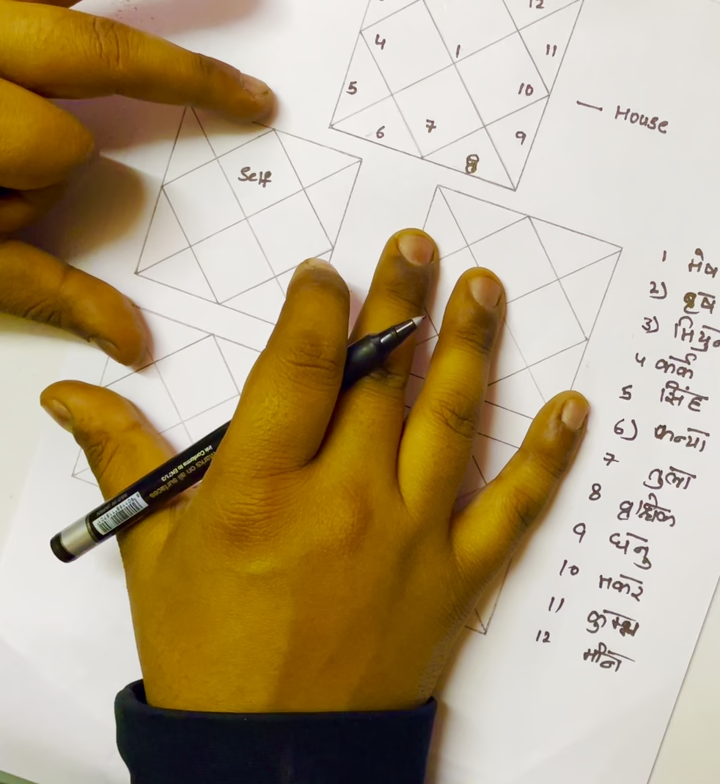 12
4
1
11
5
10
7
6
9
8
— House
Self
1 मेष
2) वृष
3) मिथुन
4 कर्क
5 सिंह
6) कन्या
7 तुला
8 वृश्चिक
9 धनु
10 मकर
11 कुम्भ
12 मीन